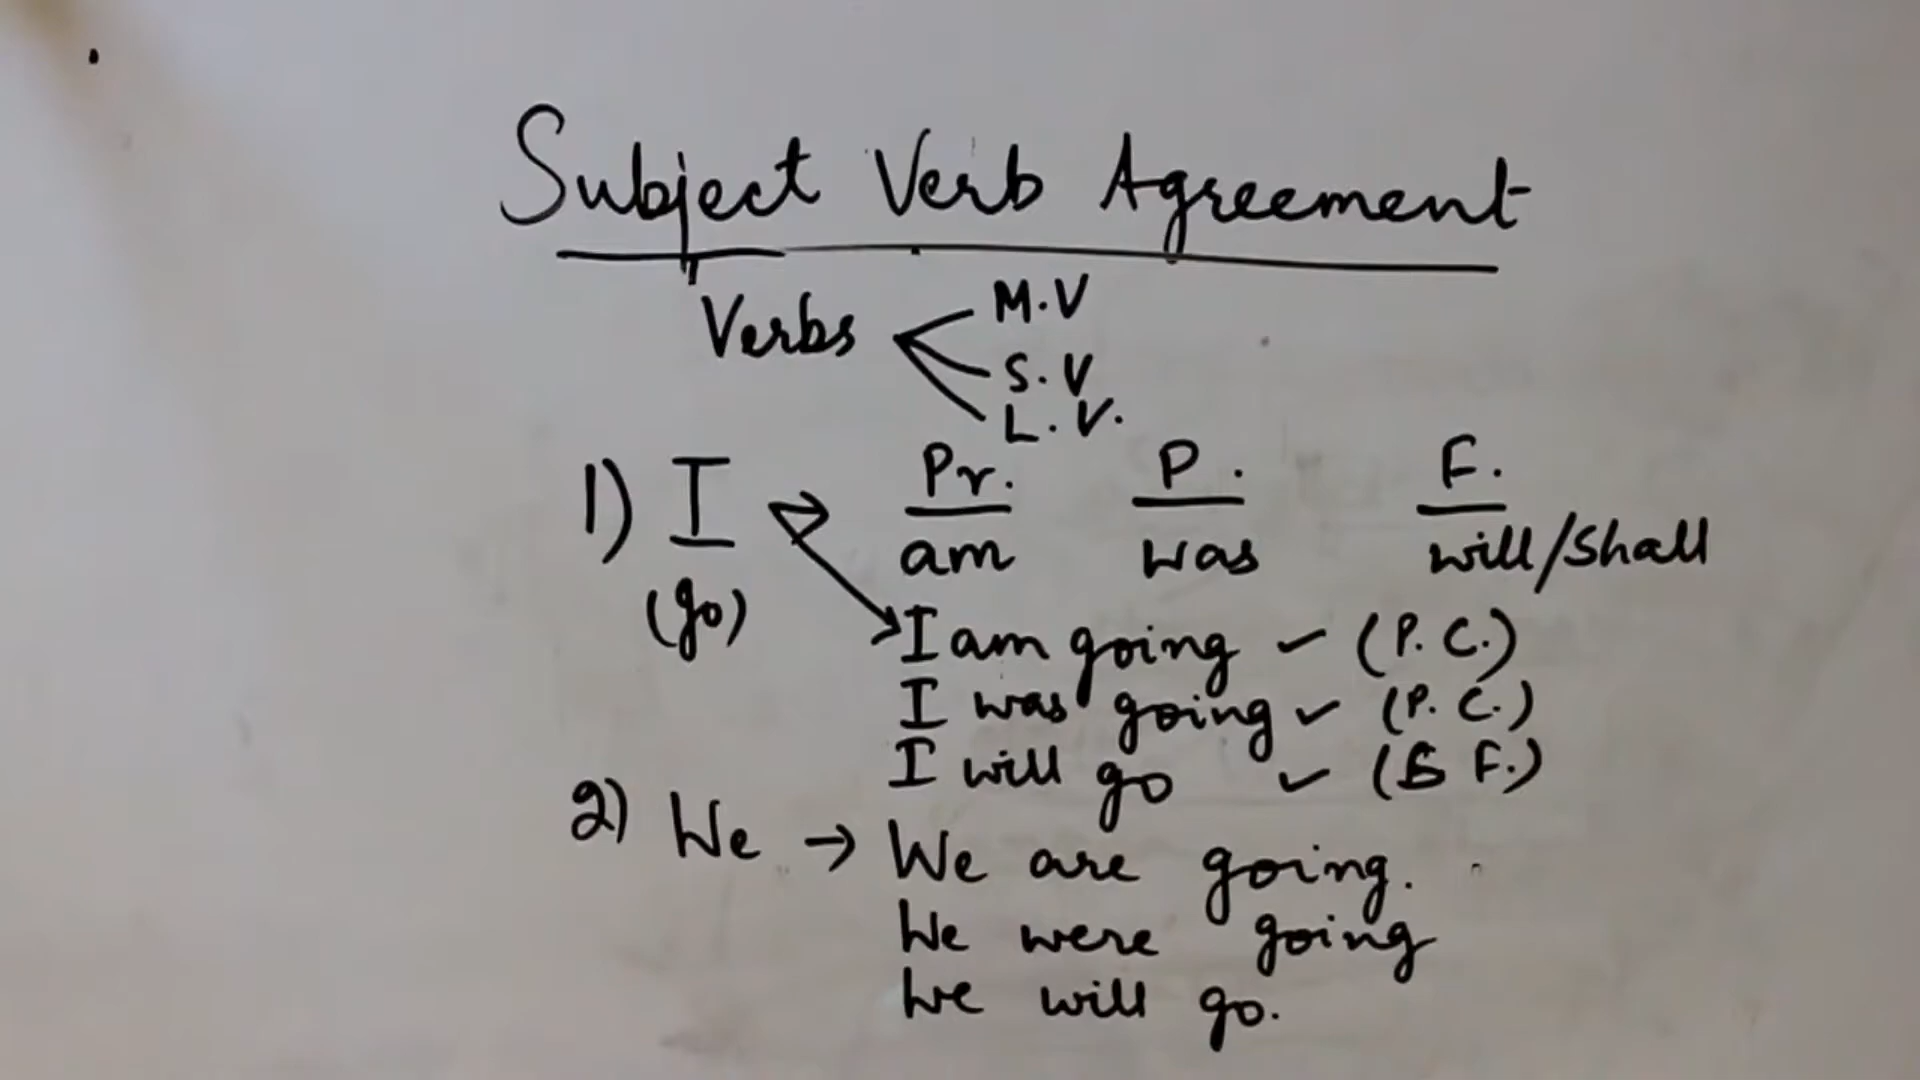 Subject Verb Agreement
Verbs
M.V
S.V
L.V.
1) I Pr. P. F.
(go) am was will/shall
I am going ✓ (P.C.)
I was going ✓ (P.C.)
I will go ✓ (S F.)
2) We → We are going.
We were going
We will go.